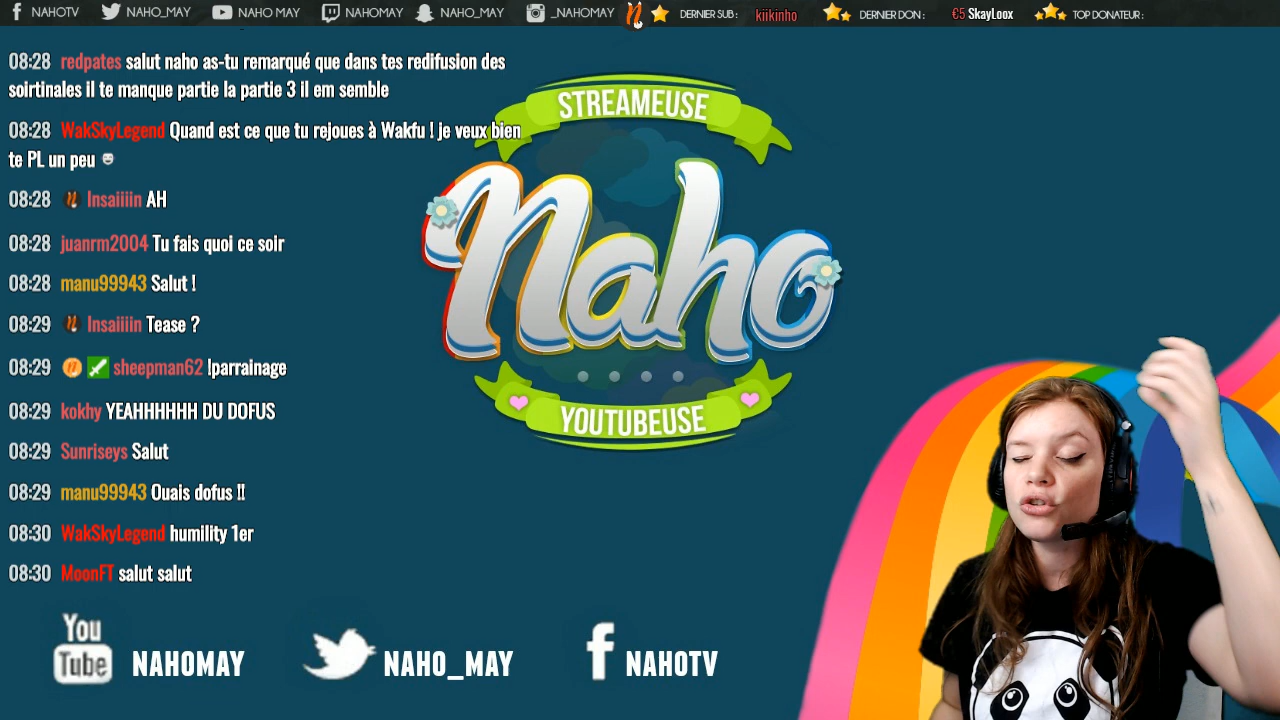 NAHOTV NAHO_MAY NAHO MAY NAHOMAY NAHO_MAY _NAHOMAY DERNIER SUB : kiikinho DERNIER DON : €5 SkayLoox TOP DONATEUR :
08:28 redpates salut naho as-tu remarqué que dans tes redifusion des
soirtinales il te manque partie la partie 3 il em semble
08:28 WakSkyLegend Quand est ce que tu rejoues à Wakfu ! je veux bien
te PL un peu
08:28 Insaiiiin AH
08:28 juanrm2004 Tu fais quoi ce soir
08:28 manu99943 Salut !
08:29 Insaiiiin Tease ?
08:29 sheepman62 !parrainage
08:29 kokhy YEAHHHHHH DU DOFUS
08:29 Sunriseys Salut
08:29 manu99943 Ouais dofus !!
08:30 WakSkyLegend humility 1er
08:30 MoonFT salut salut
STREAMEUSE
Naho
YOUTUBEUSE
You
Tube NAHOMAY NAHO_MAY NAHOTV